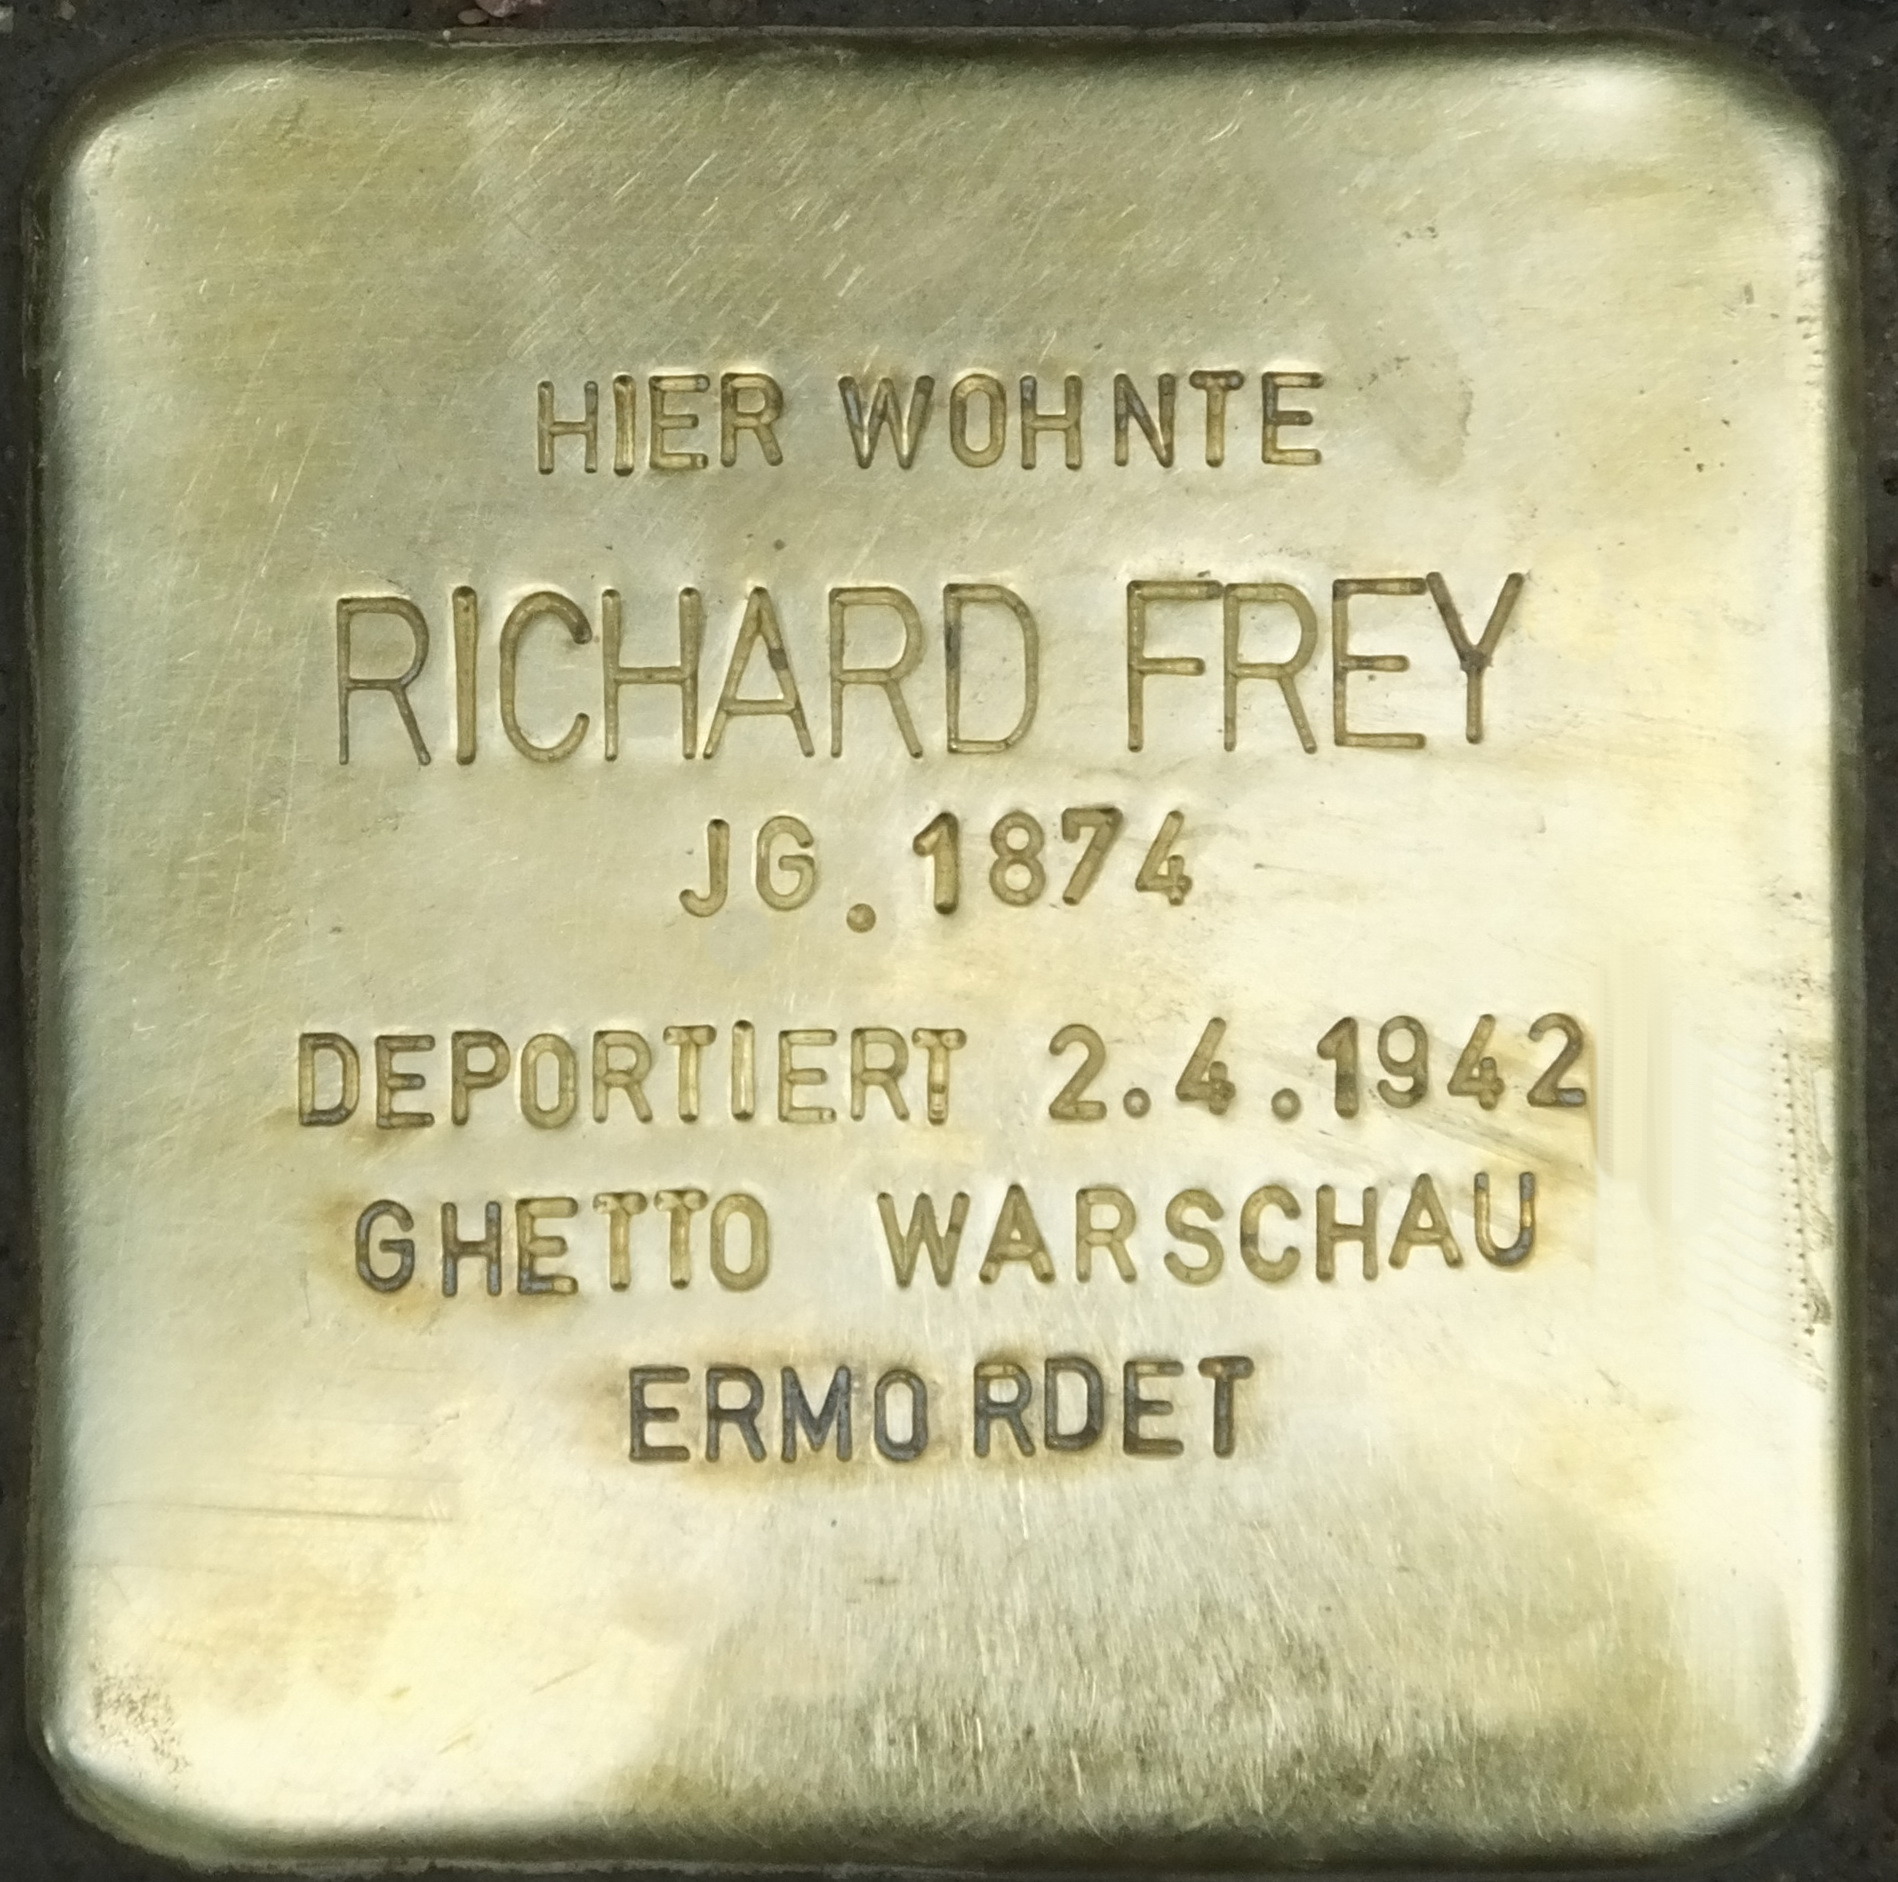 HIER WOHNTE
RICHARD FREY
JG. 1874
DEPORTIERT 2.4.1942
GHETTO WARSCHAU
ERMORDET